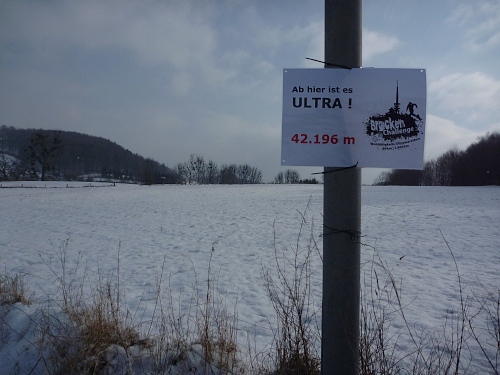 Ab hier ist es
ULTRA !
42.196 m
Brocken
Challenge